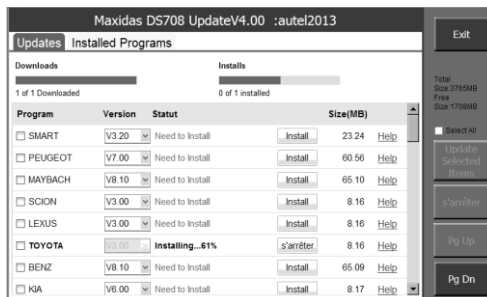 Maxidas DS708 UpdateV4.00 :autel2013
Updates Installed Programs
Downloads Installs
1 of 1 Downloaded 0 of 1 installed
Program Version Statut Size(MB)
SMART V3.20 Need to Install Install 23.24 Help
PEUGEOT V7.00 Need to Install Install 60.56 Help
MAYBACH V8.10 Need to Install Install 65.10 Help
SCION V3.00 Need to Install Install 8.16 Help
LEXUS V3.00 Need to Install Install 8.16 Help
TOYOTA V3.00 Installing...61% s'arrêter 8.16 Help
BENZ V8.10 Need to Install Install 65.09 Help
KIA V6.00 Need to Install Install 8.17 Help
Exit
Total
Size:3765MB
Free
Size:1708MB
Select All
Update
Selected
Items
s'arrêter
Pg Up
Pg Dn